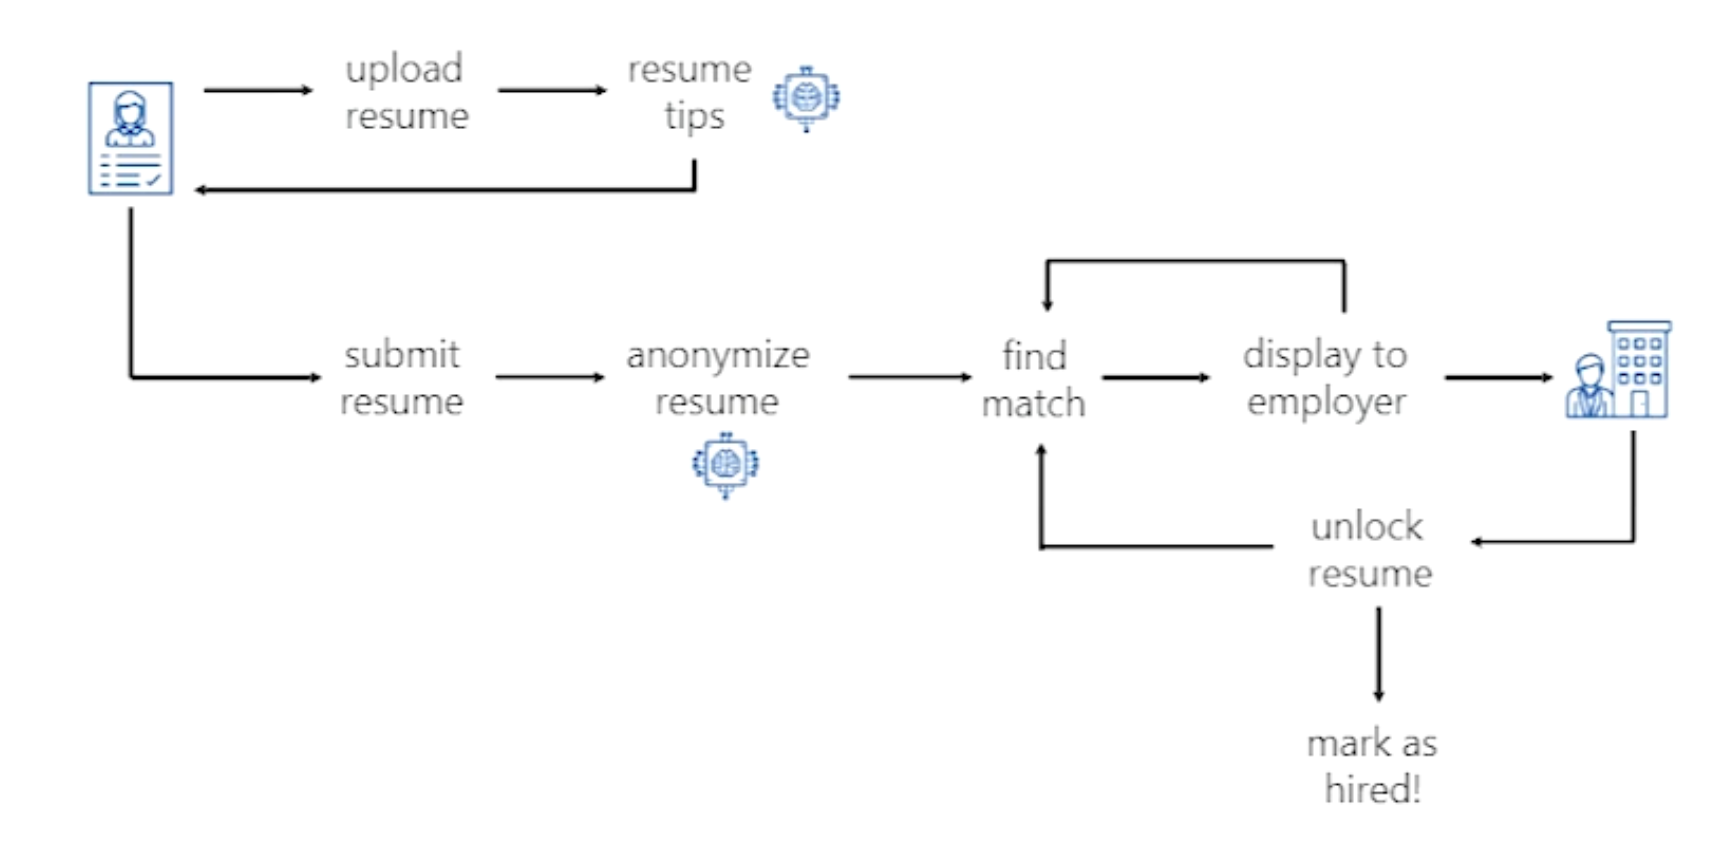 upload
resume
resume
tips
submit
resume
anonymize
resume
find
match
display to
employer
unlock
resume
mark as
hired!